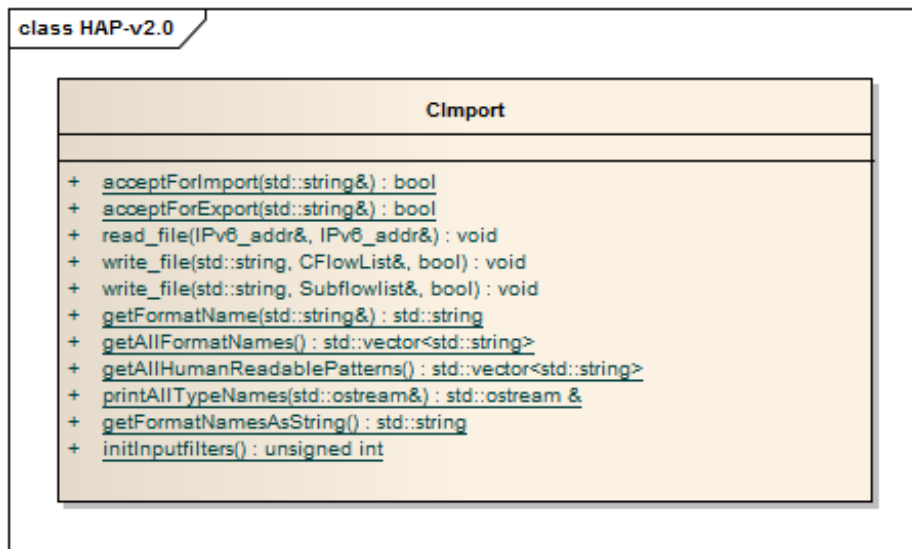 class HAP-v2.0
CImport
+ acceptForImport(std::string&) : bool
+ acceptForExport(std::string&) : bool
+ read_file(IPv6_addr&, IPv6_addr&) : void
+ write_file(std::string, CFlowList&, bool) : void
+ write_file(std::string, Subflowlist&, bool) : void
+ getFormatName(std::string&) : std::string
+ getAllFormatNames() : std::vector<std::string>
+ getAllHumanReadablePatterns() : std::vector<std::string>
+ printAllTypeNames(std::ostream&) : std::ostream &
+ getFormatNamesAsString() : std::string
+ initInputfilters() : unsigned int